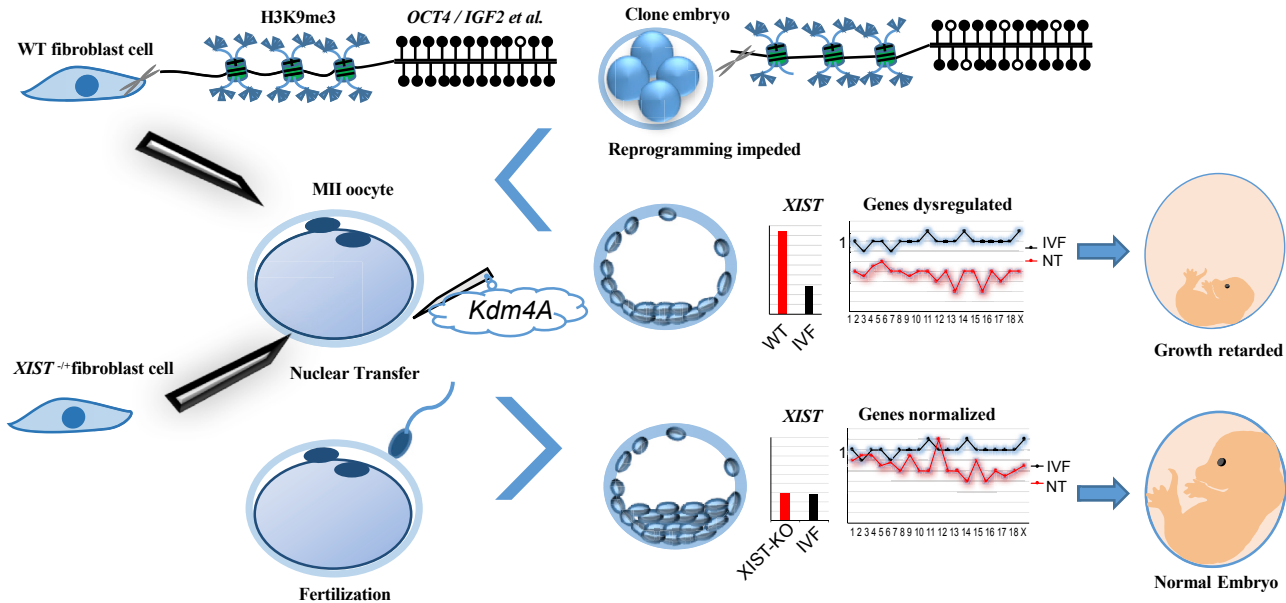 H3K9me3
OCT4 / IGF2 et al.
Clone embryo
WT fibroblast cell
Reprogramming impeded
MII oocyte
XIST
Genes dysregulated
1
IVF
NT
Kdm4A
WT
IVF
1 2 3 4 5 6 7 8 9 10 11 12 13 14 15 16 17 18 X
Growth retarded
XIST -/+fibroblast cell
Nuclear Transfer
XIST
Genes normalized
1
IVF
NT
XIST-KO
IVF
1 2 3 4 5 6 7 8 9 10 11 12 13 14 15 16 17 18 X
Fertilization
Normal Embryo